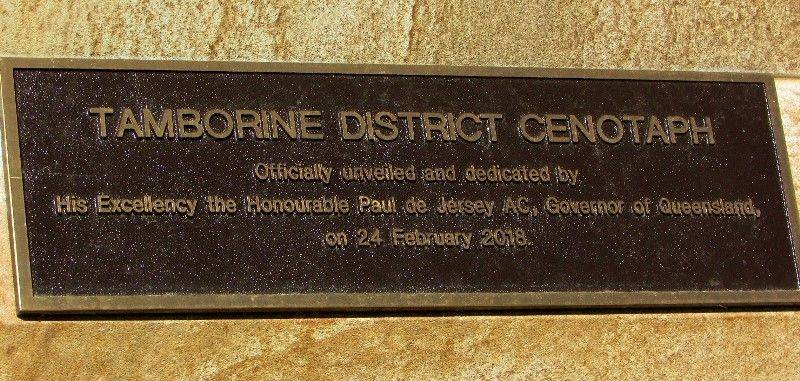 TAMBORINE DISTRICT CENOTAPH
Officially unveiled and dedicated by
His Excellency the Honourable Paul de Jersey AC, Governor of Queensland,
on 24 February 2018.